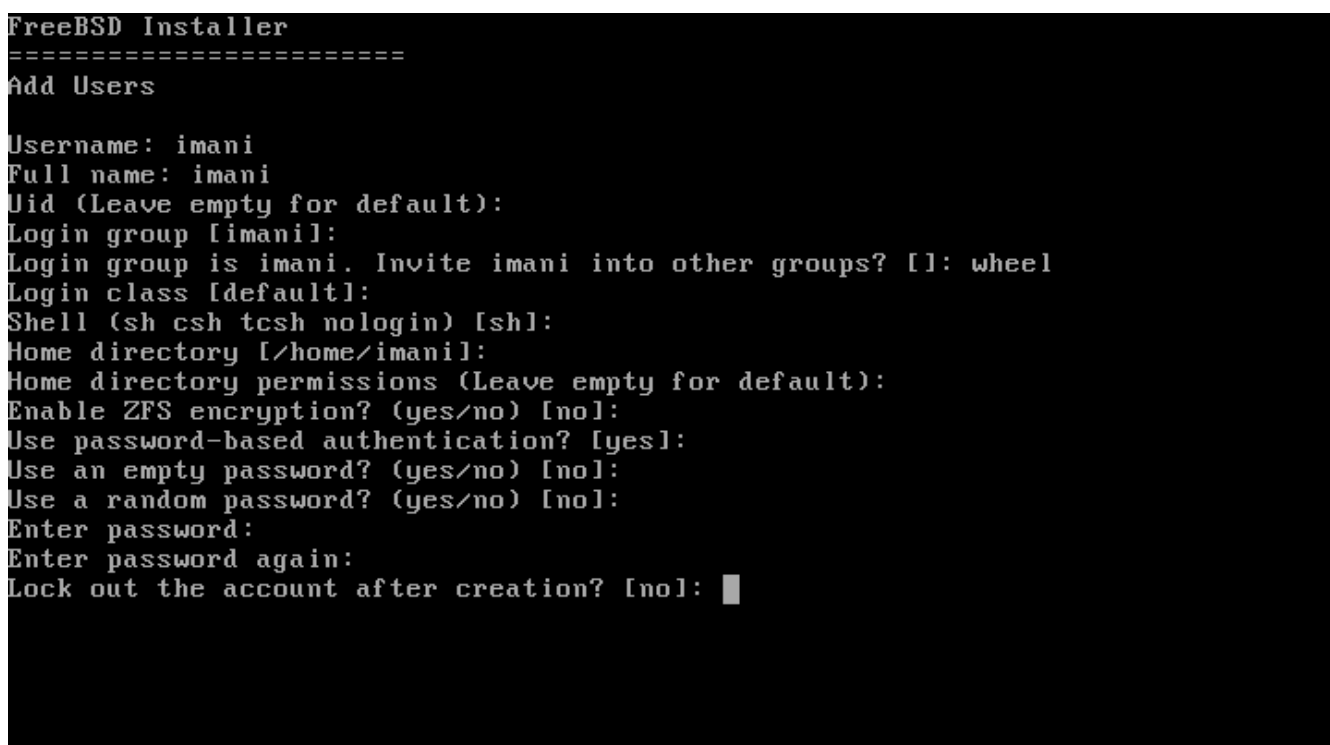 FreeBSD Installer
========================
Add Users
Username: imani
Full name: imani
Uid (Leave empty for default):
Login group [imani]:
Login group is imani. Invite imani into other groups? []: wheel
Login class [default]:
Shell (sh csh tcsh nologin) [sh]:
Home directory [/home/imani]:
Home directory permissions (Leave empty for default):
Enable ZFS encryption? (yes/no) [no]:
Use password-based authentication? [yes]:
Use an empty password? (yes/no) [no]:
Use a random password? (yes/no) [no]:
Enter password:
Enter password again:
Lock out the account after creation? [no]: